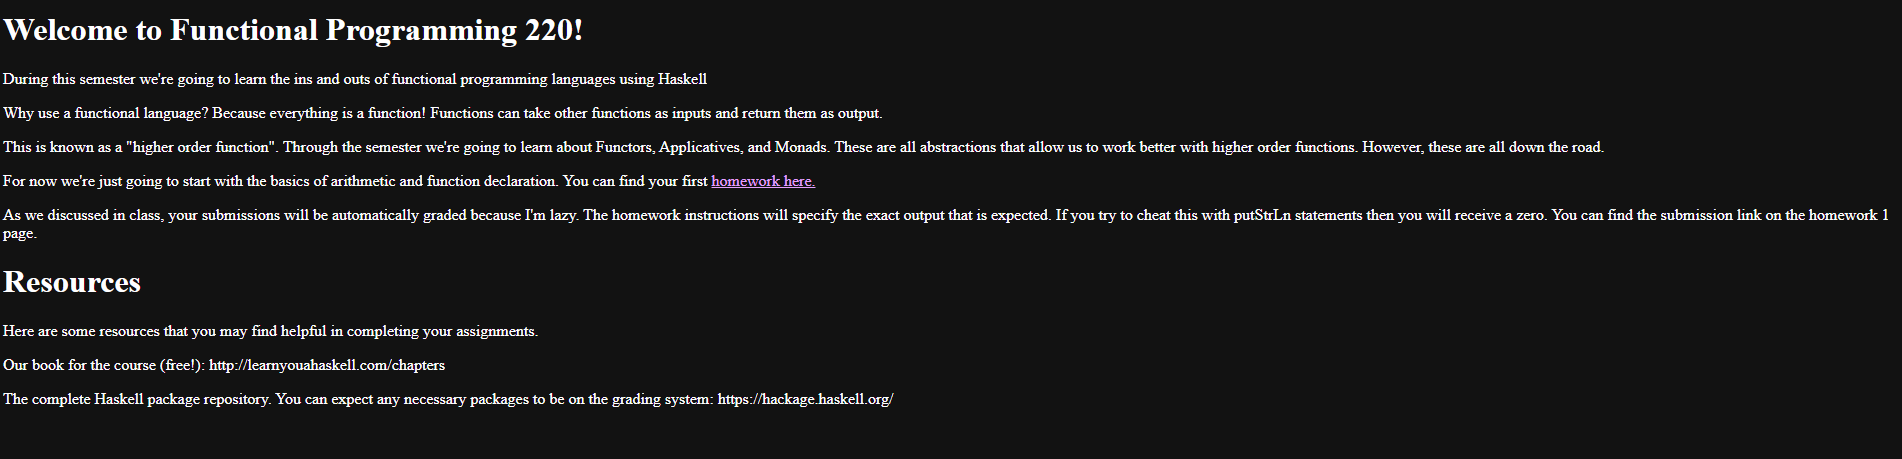 Welcome to Functional Programming 220!
During this semester we're going to learn the ins and outs of functional programming languages using Haskell
Why use a functional language? Because everything is a function! Functions can take other functions as inputs and return them as output.
This is known as a "higher order function". Through the semester we're going to learn about Functors, Applicatives, and Monads. These are all abstractions that allow us to work better with higher order functions. However, these are all down the road.
For now we're just going to start with the basics of arithmetic and function declaration. You can find your first homework here.
As we discussed in class, your submissions will be automatically graded because I'm lazy. The homework instructions will specify the exact output that is expected. If you try to cheat this with putStrLn statements then you will receive a zero. You can find the submission link on the homework 1
page.
Resources
Here are some resources that you may find helpful in completing your assignments.
Our book for the course (free!): http://learnyouahaskell.com/chapters
The complete Haskell package repository. You can expect any necessary packages to be on the grading system: https://hackage.haskell.org/